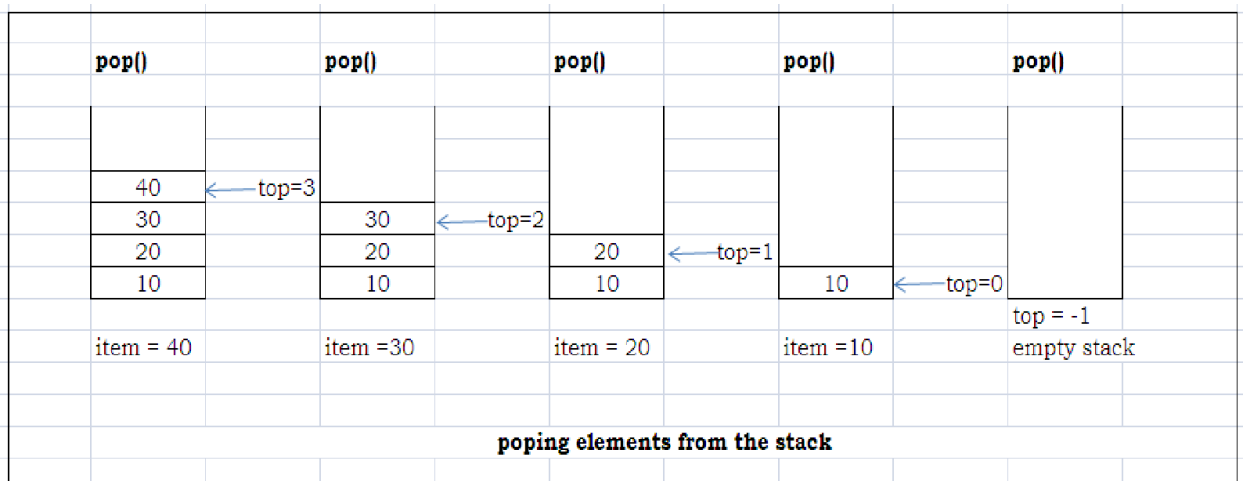 pop() pop() pop() pop() pop()
40 top=3
30 30 top=2
20 20 20 top=1
10 10 10 10 top=0
top = -1
item = 40 item =30 item = 20 item =10 empty stack
poping elements from the stack